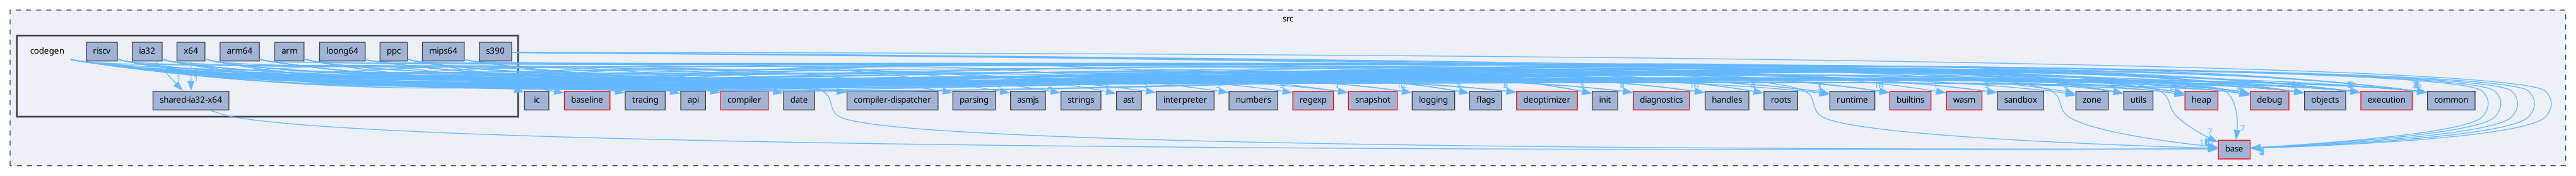 src
codegen riscv ia32 x64 arm64 arm loong64 ppc mips64 s390
shared-ia32-x64 ic baseline tracing api compiler date compiler-dispatcher parsing asmjs strings ast interpreter numbers regexp snapshot logging flags deoptimizer init diagnostics handles roots runtime builtins wasm sandbox zone utils heap debug objects execution common
7 7
base